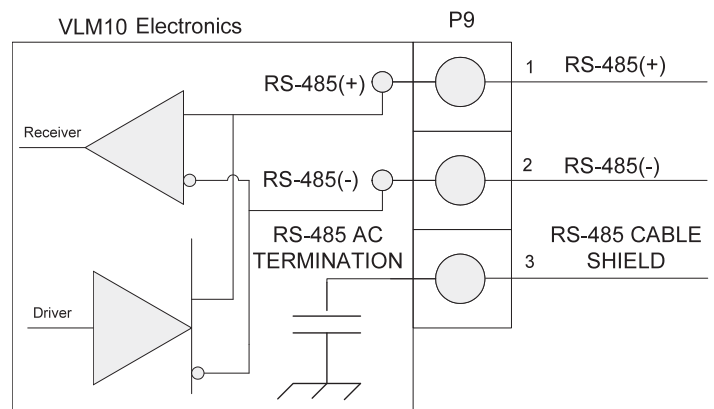 VLM10 Electronics
P9
RS-485(+)
1
RS-485(+)
Receiver
RS-485(-)
2
RS-485(-)
RS-485 AC
TERMINATION
3
RS-485 CABLE
SHIELD
Driver